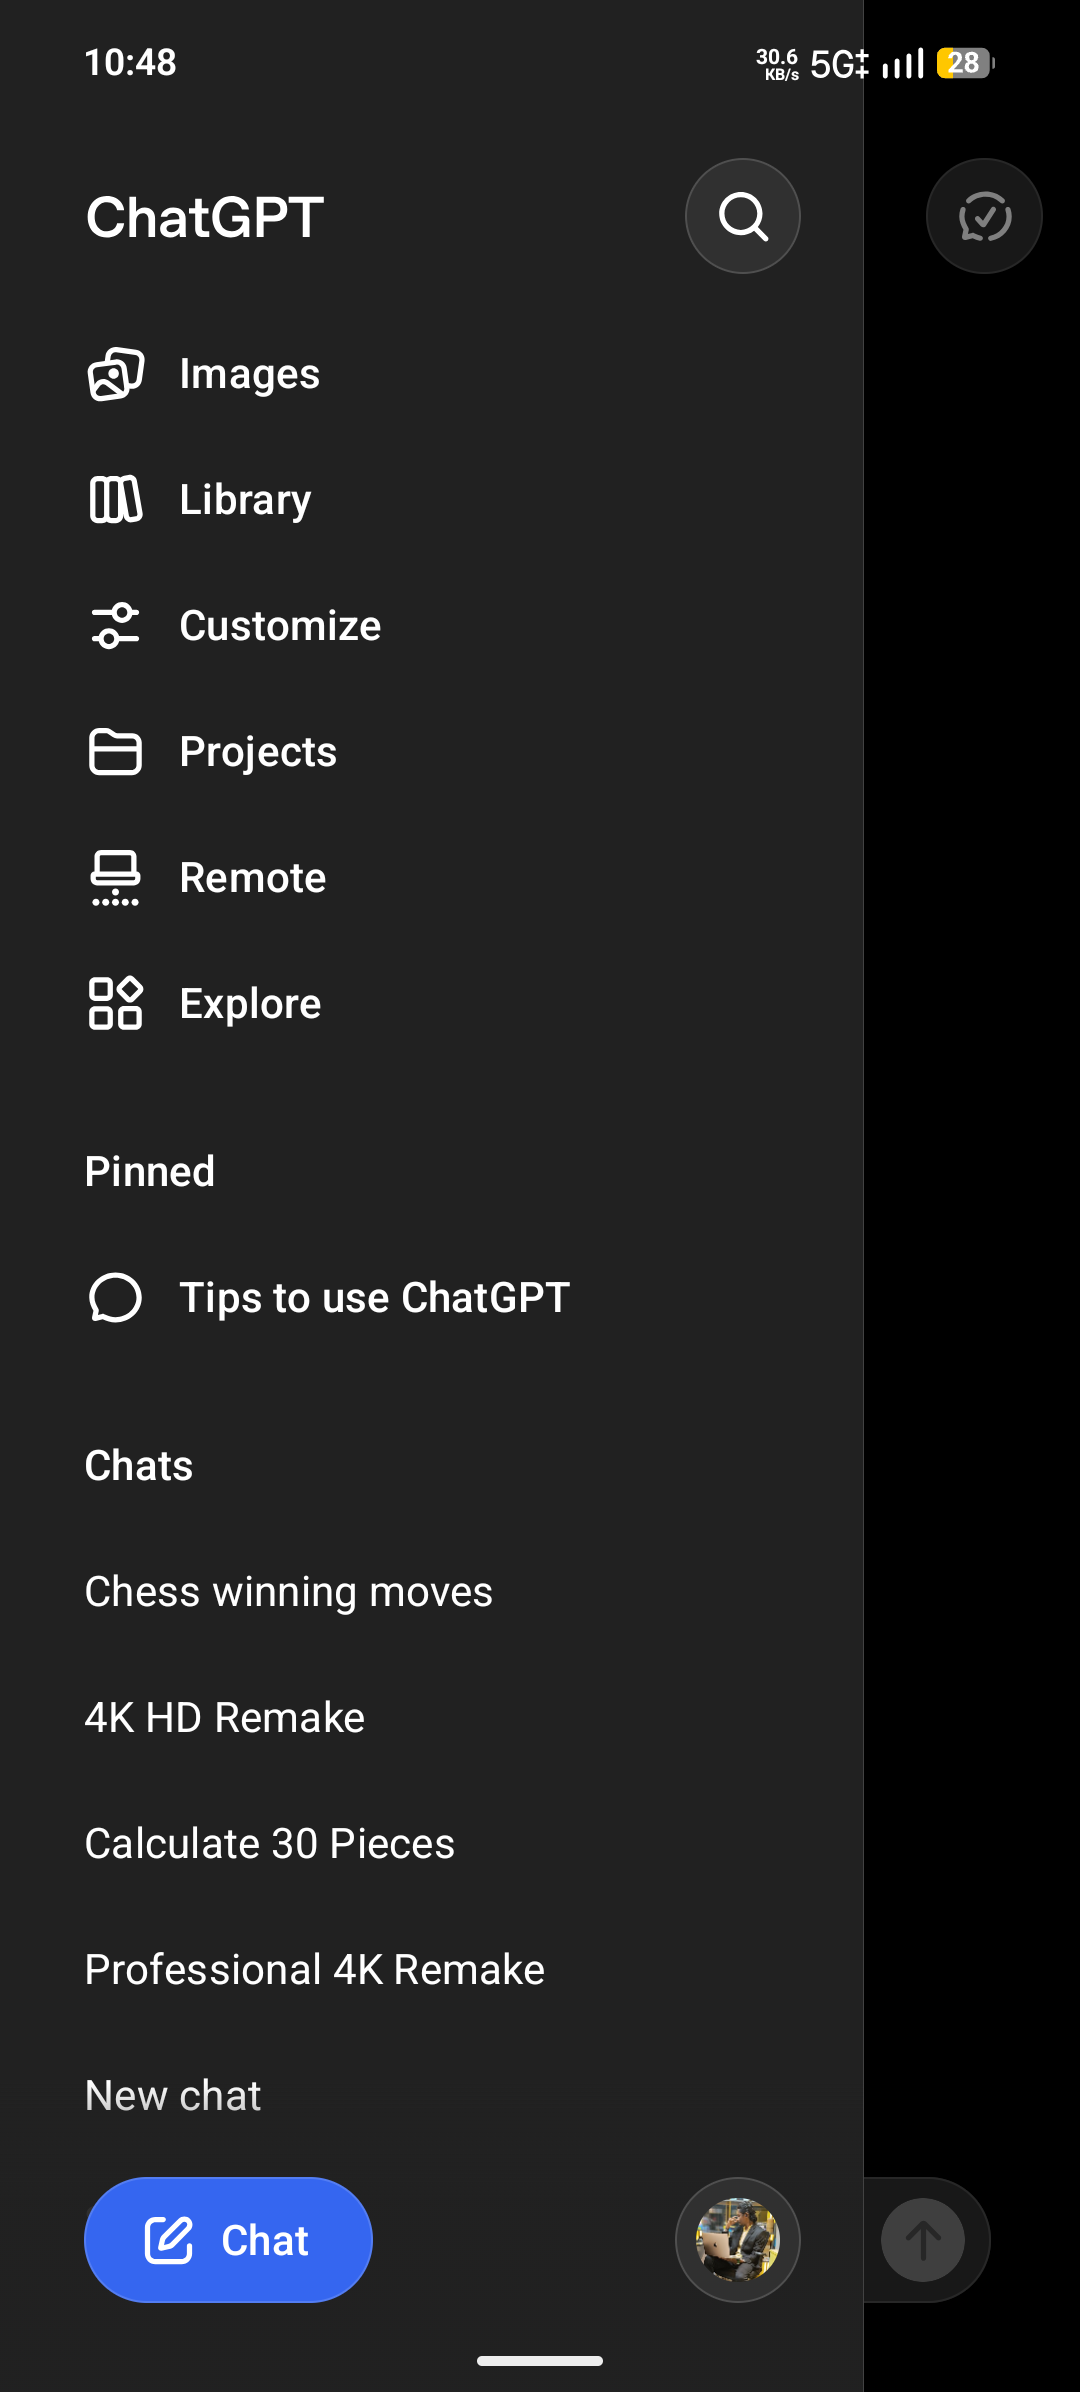 10:48
30.6 KB/s 5G‡ 28
ChatGPT
Images
Library
Customize
Projects
Remote
Explore
Pinned
Tips to use ChatGPT
Chats
Chess winning moves
4K HD Remake
Calculate 30 Pieces
Professional 4K Remake
New chat
Chat